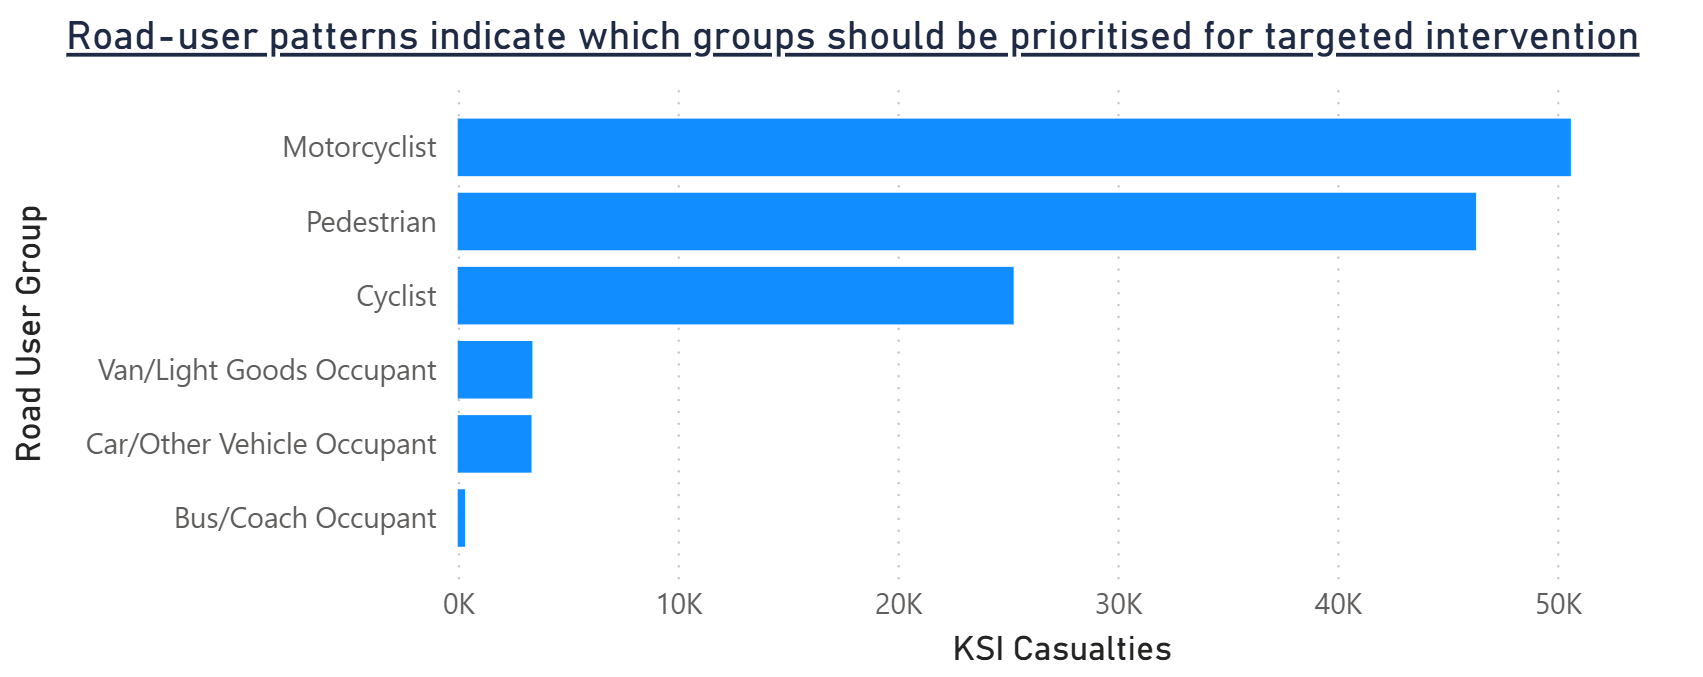 Road-user patterns indicate which groups should be prioritised for targeted intervention
Road User Group
Motorcyclist
Pedestrian
Cyclist
Van/Light Goods Occupant
Car/Other Vehicle Occupant
Bus/Coach Occupant
0K 10K 20K 30K 40K 50K
KSI Casualties